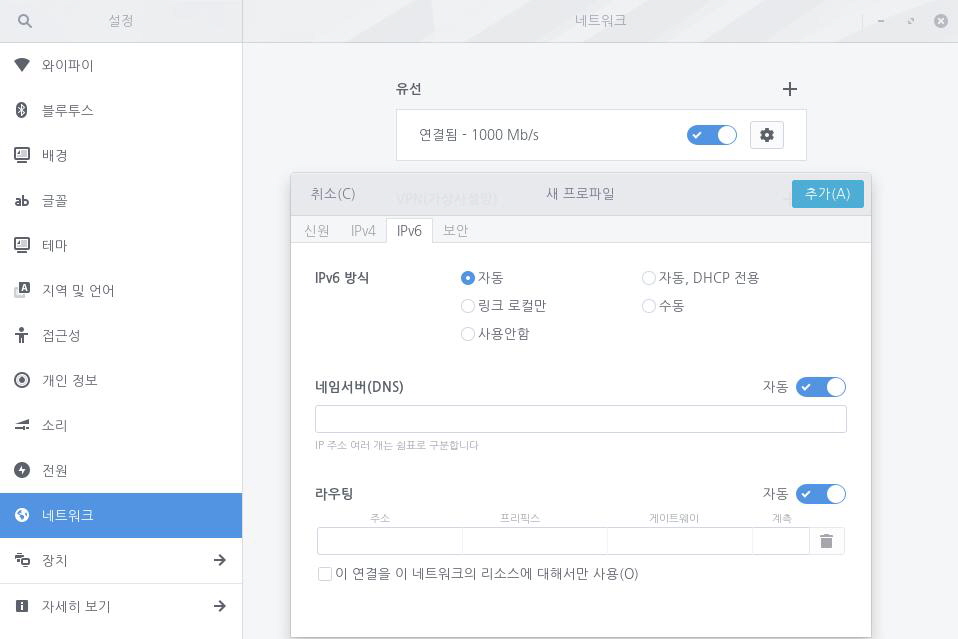 설정
네트워크
와이파이
블루투스
배경
글꼴
테마
지역 및 언어
접근성
개인 정보
소리
전원
네트워크
장치
자세히 보기
유선
연결됨 - 1000 Mb/s
VPN(가상사설망)
취소(C) 새 프로파일 추가(A)
신원 IPv4 IPv6 보안
IPv6 방식
자동 자동, DHCP 전용
링크 로컬만 수동
사용안함
네임서버(DNS) 자동
IP 주소 여러 개는 쉼표로 구분합니다
라우팅 자동
주소 프리픽스 게이트웨이 계측
이 연결을 이 네트워크의 리소스에 대해서만 사용(O)